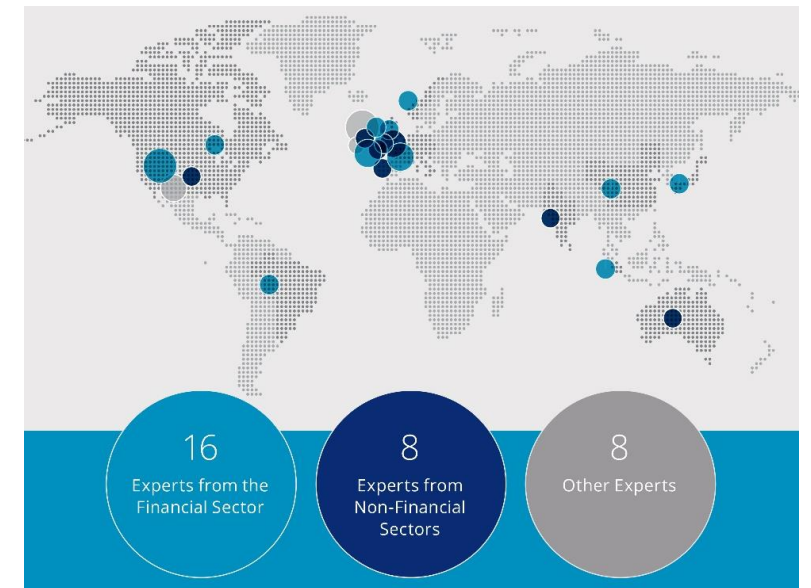 16
Experts from the
Financial Sector
8
Experts from
Non-Financial
Sectors
8
Other Experts